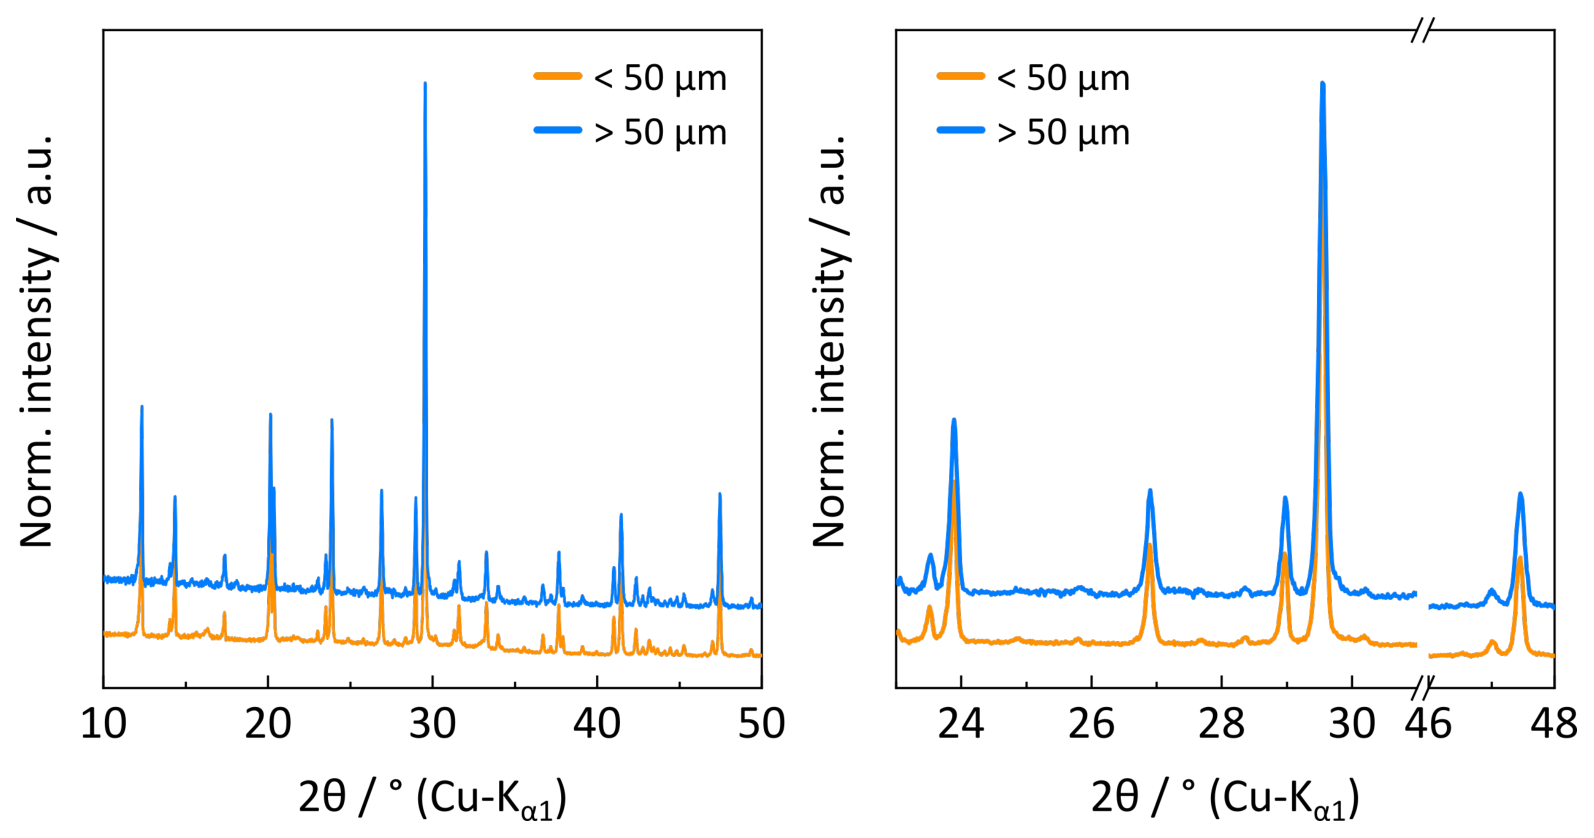 Norm. intensity / a.u.
< 50 μm
> 50 μm
10 20 30 40 50
2θ / ° (Cu-Kα1)
Norm. intensity / a.u.
< 50 μm
> 50 μm
24 26 28 30 46 48
2θ / ° (Cu-Kα1)